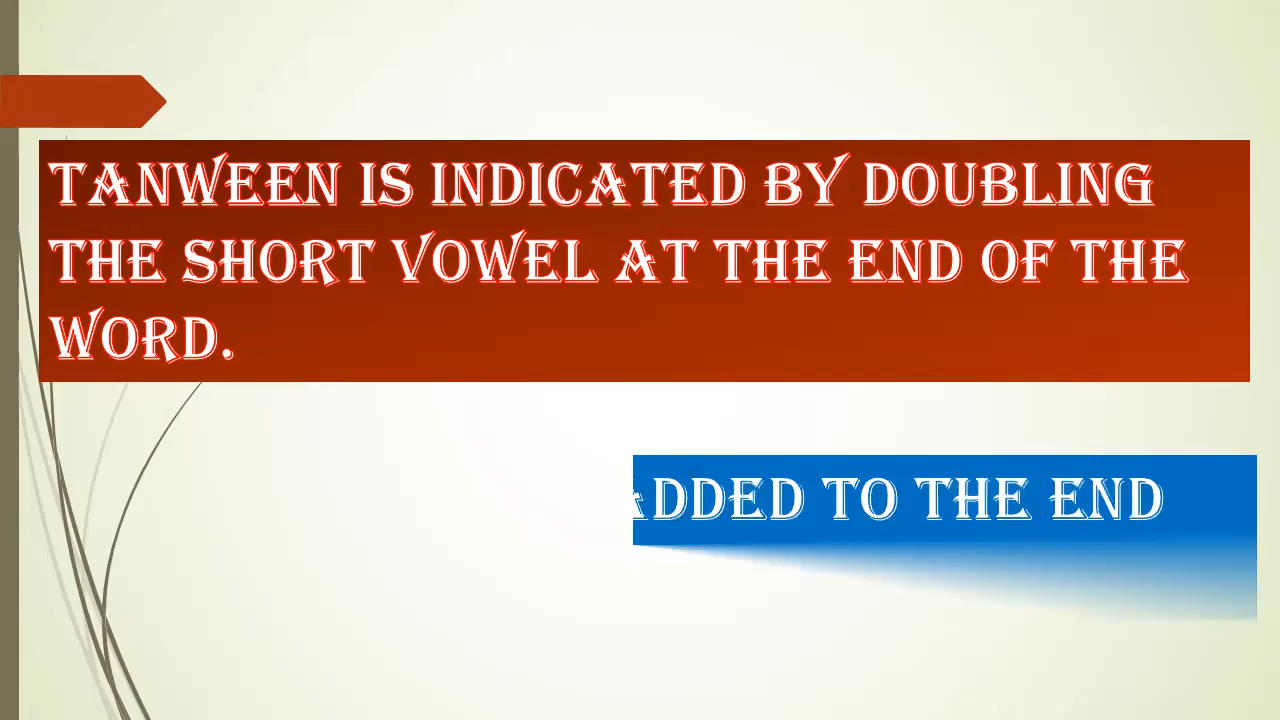 TANWEEN IS INDICATED BY DOUBLING
THE SHORT VOWEL AT THE END OF THE
WORD.
ADDED TO THE END